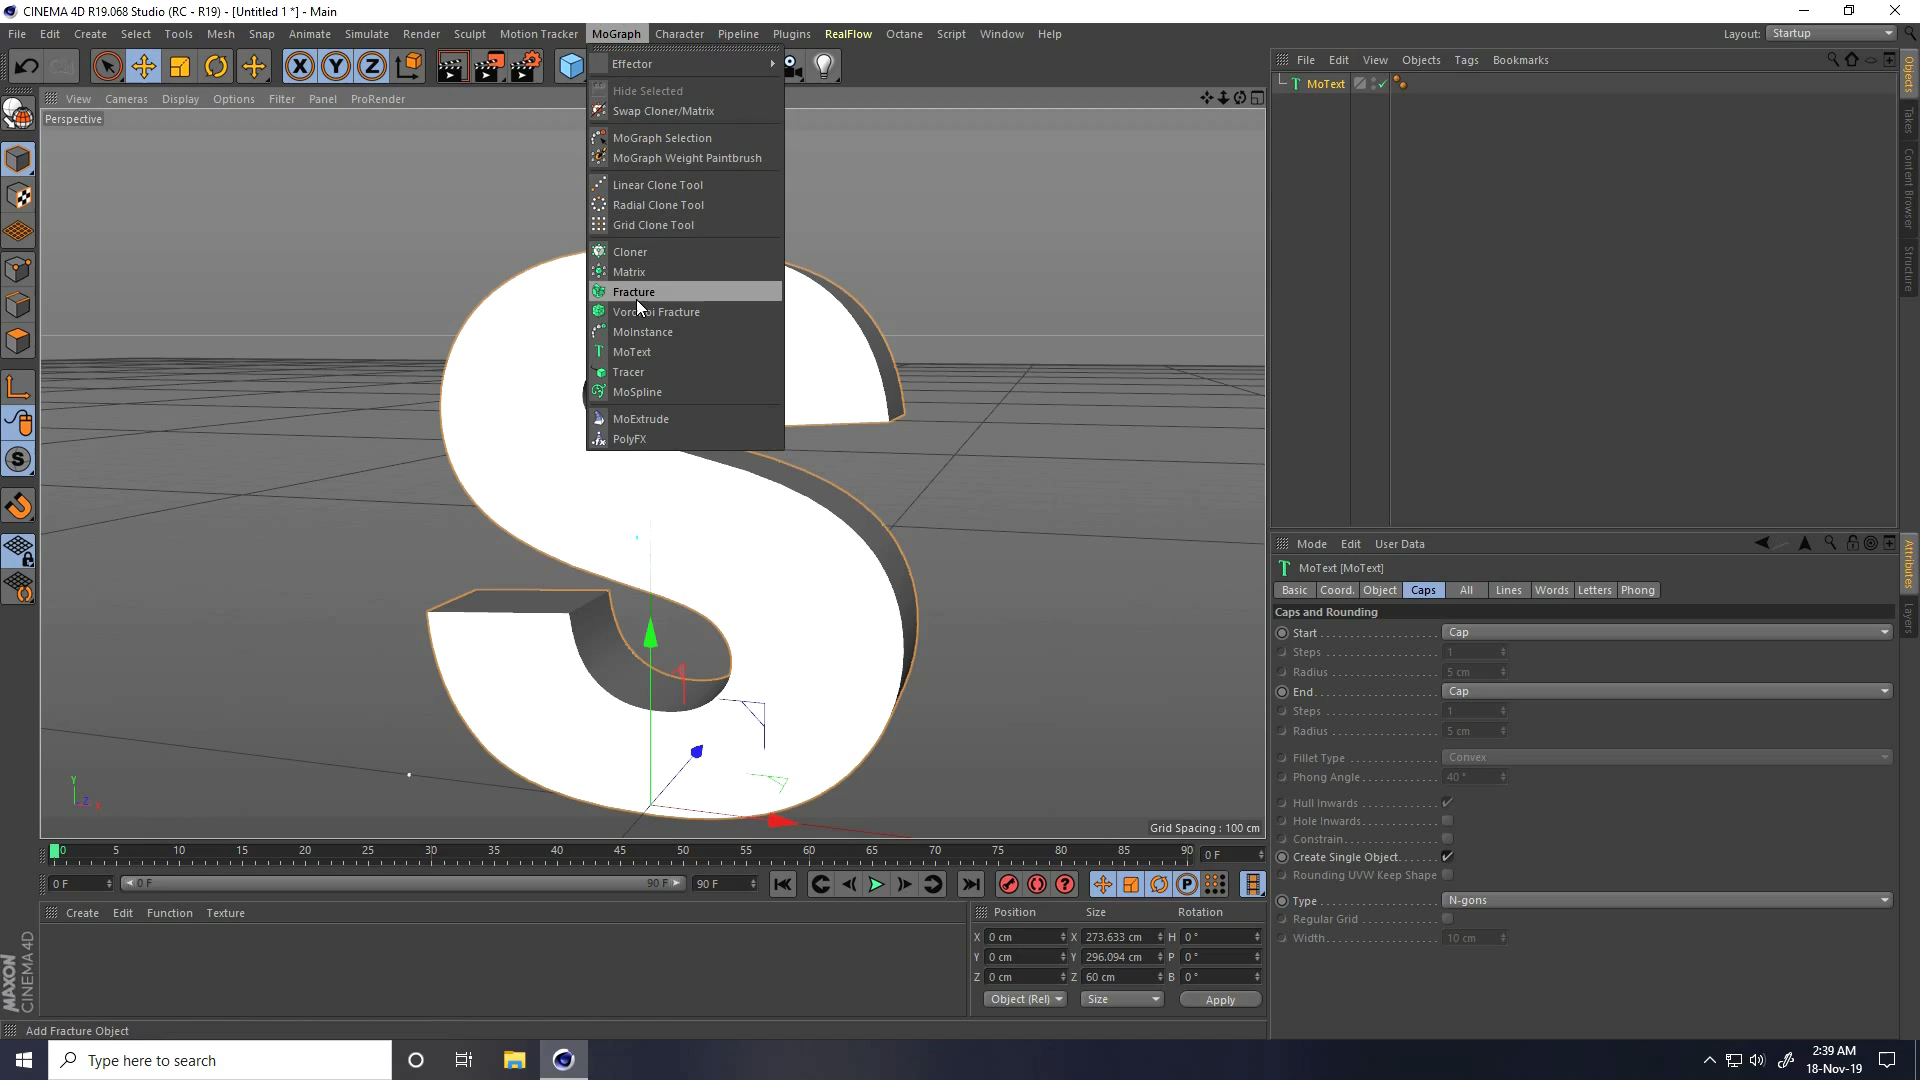 CINEMA 4D R19.068 Studio (RC - R19) - [Untitled 1 *] - Main
File Edit Create Select Tools Mesh Snap Animate Simulate Render Sculpt Motion Tracker MoGraph Character Pipeline Plugins RealFlow Octane Script Window Help Layout: Startup
X Y Z
View Cameras Display Options Filter Panel ProRender
Perspective
Effector
Hide Selected
Swap Cloner/Matrix
MoGraph Selection
MoGraph Weight Paintbrush
Linear Clone Tool
Radial Clone Tool
Grid Clone Tool
Cloner
Matrix
Fracture
Voronoi Fracture
MoInstance
MoText
Tracer
MoSpline
MoExtrude
PolyFX
S
Y
Z X
Grid Spacing : 100 cm
File Edit View Objects Tags Bookmarks
MoText
Objects
Takes
Content Browser
Structure
Mode Edit User Data
MoText [MoText]
Basic Coord. Object Caps All Lines Words Letters Phong
Caps and Rounding
Start Cap
Steps 1
Radius 5 cm
End Cap
Steps 1
Radius 5 cm
Fillet Type Convex
Phong Angle 40 °
Hull Inwards
Hole Inwards
Constrain
Create Single Object
Rounding UVW Keep Shape
Type N-gons
Regular Grid
Width 10 cm
Attributes
Layers
0 5 10 15 20 25 30 35 40 45 50 55 60 65 70 75 80 85 90 0 F
0 F 0 F 90 F 90 F
Create Edit Function Texture
Position Size Rotation
X 0 cm X 273.633 cm H 0 °
Y 0 cm Y 296.094 cm P 0 °
Z 0 cm Z 60 cm B 0 °
Object (Rel) Size Apply
MAXON
CINEMA 4D
Add Fracture Object
Type here to search
2:39 AM
18-Nov-19